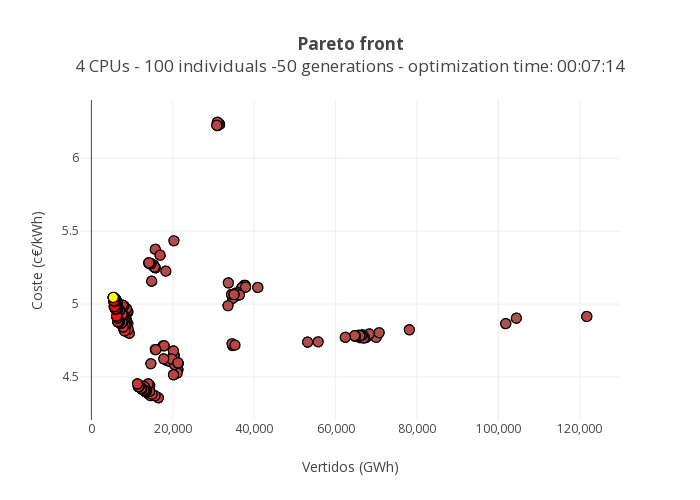 Pareto front
4 CPUs - 100 individuals -50 generations - optimization time: 00:07:14
6
5.5
5
4.5
Coste (c€/kWh)
0 20,000 40,000 60,000 80,000 100,000 120,000
Vertidos (GWh)